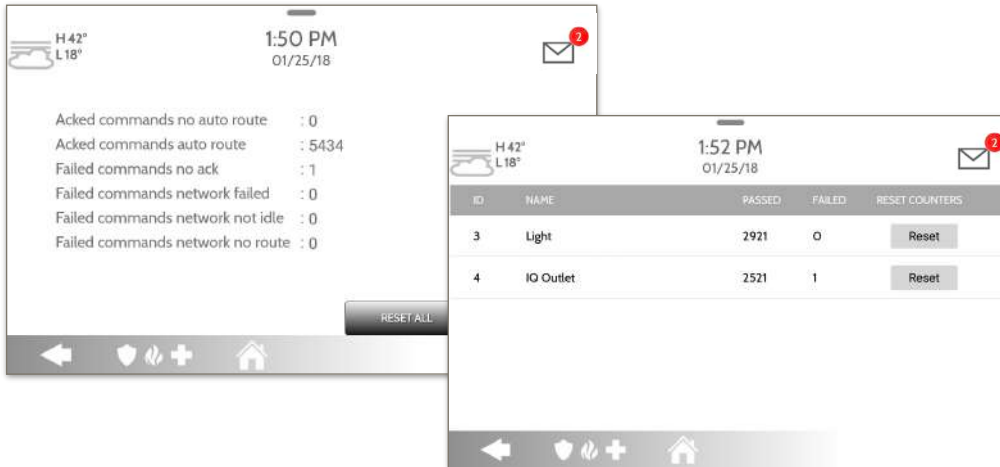 H 42°
L 18°
1:50 PM
01/25/18
2
Acked commands no auto route : 0
Acked commands auto route : 5434
Failed commands no ack : 1
Failed commands network failed : 0
Failed commands network not idle : 0
Failed commands network no route : 0
RESET ALL
H 42°
L 18°
1:52 PM
01/25/18
2
ID NAME PASSED FAILED RESET COUNTERS
3 Light 2921 0 Reset
4 IQ Outlet 2521 1 Reset